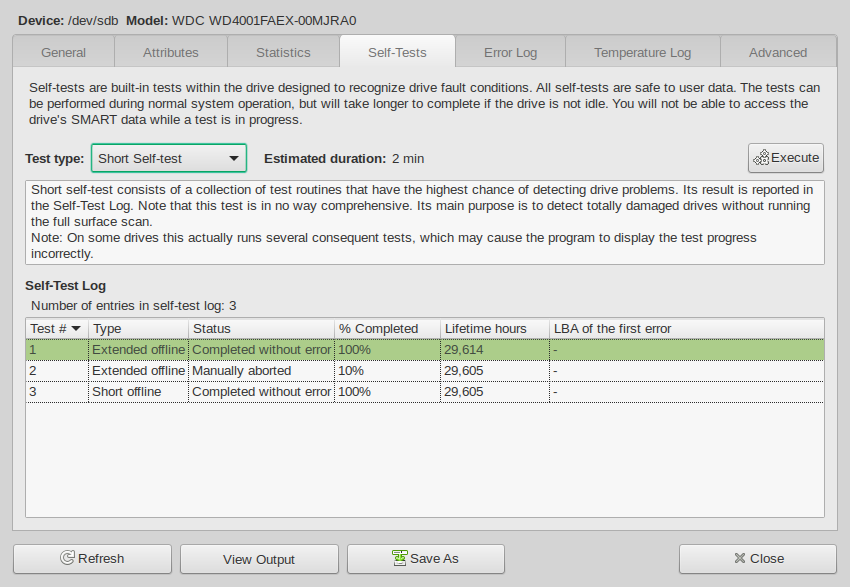 Device: /dev/sdb Model: WDC WD4001FAEX-00MJRA0
General Attributes Statistics Self-Tests Error Log Temperature Log Advanced
Self-tests are built-in tests within the drive designed to recognize drive fault conditions. All self-tests are safe to user data. The tests can
be performed during normal system operation, but will take longer to complete if the drive is not idle. You will not be able to access the
drive's SMART data while a test is in progress.
Test type: Short Self-test Estimated duration: 2 min Execute
Short self-test consists of a collection of test routines that have the highest chance of detecting drive problems. Its result is reported in
the Self-Test Log. Note that this test is in no way comprehensive. Its main purpose is to detect totally damaged drives without running
the full surface scan.
Note: On some drives this actually runs several consequent tests, which may cause the program to display the test progress
incorrectly.
Self-Test Log
Number of entries in self-test log: 3
Test # Type Status % Completed Lifetime hours LBA of the first error
1 Extended offline Completed without error 100% 29,614 -
2 Extended offline Manually aborted 10% 29,605 -
3 Short offline Completed without error 100% 29,605 -
Refresh View Output Save As Close